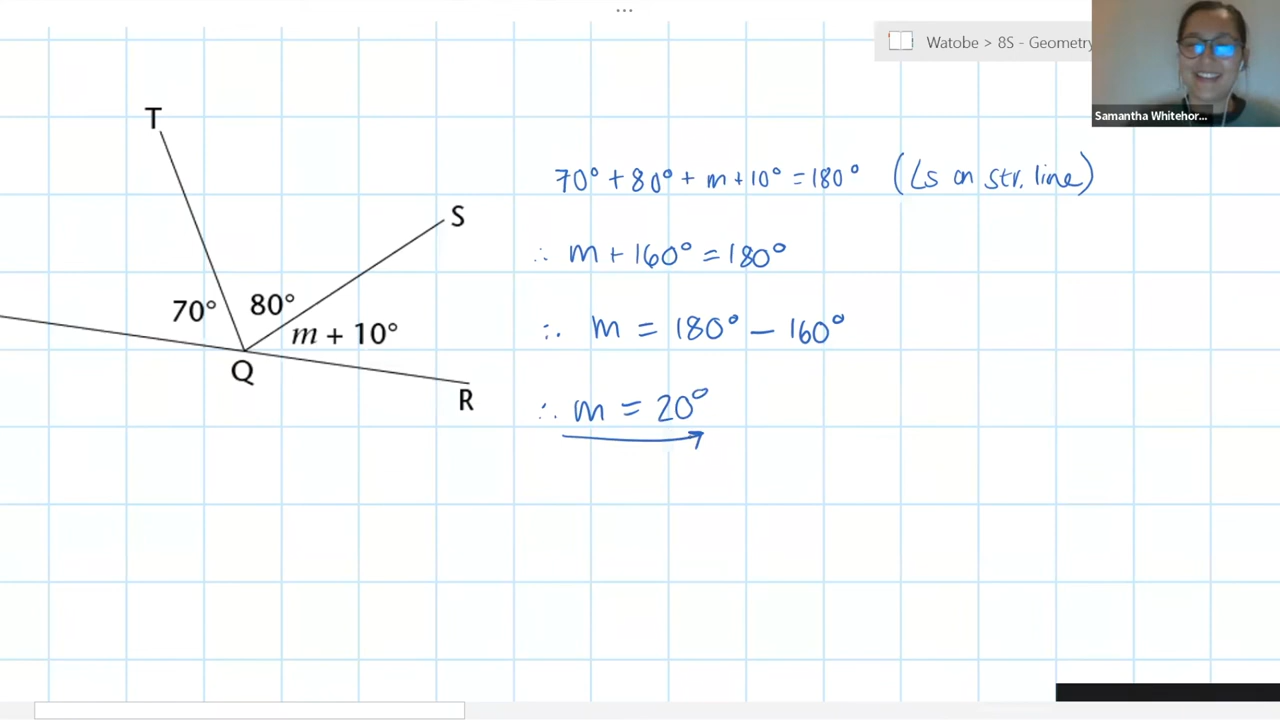 ...
Watobe > 8S - Geometry
Samantha Whitehor...
T
S
70°
80°
m + 10°
Q
R
70° + 80° + m + 10° = 180° (∠s on str. line)
∴ m + 160° = 180°
∴ m = 180° - 160°
∴ m = 20°